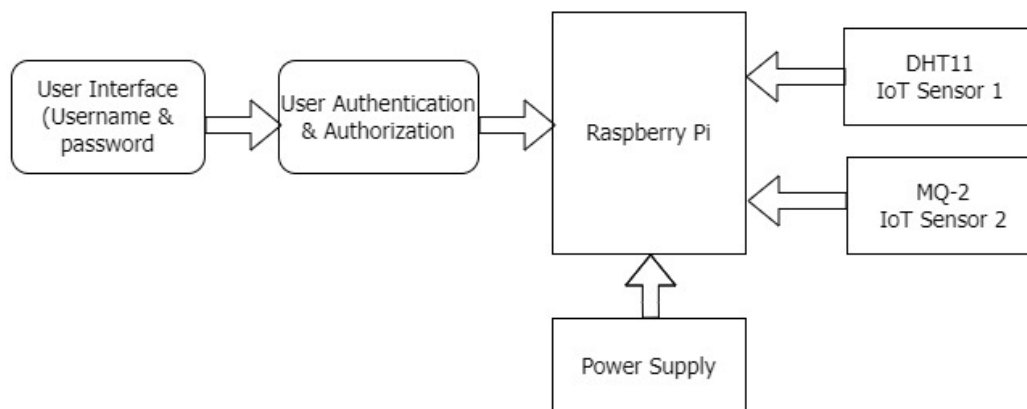 User Interface
(Username &
password
User Authentication
& Authorization
Raspberry Pi
DHT11
IoT Sensor 1
MQ-2
IoT Sensor 2
Power Supply